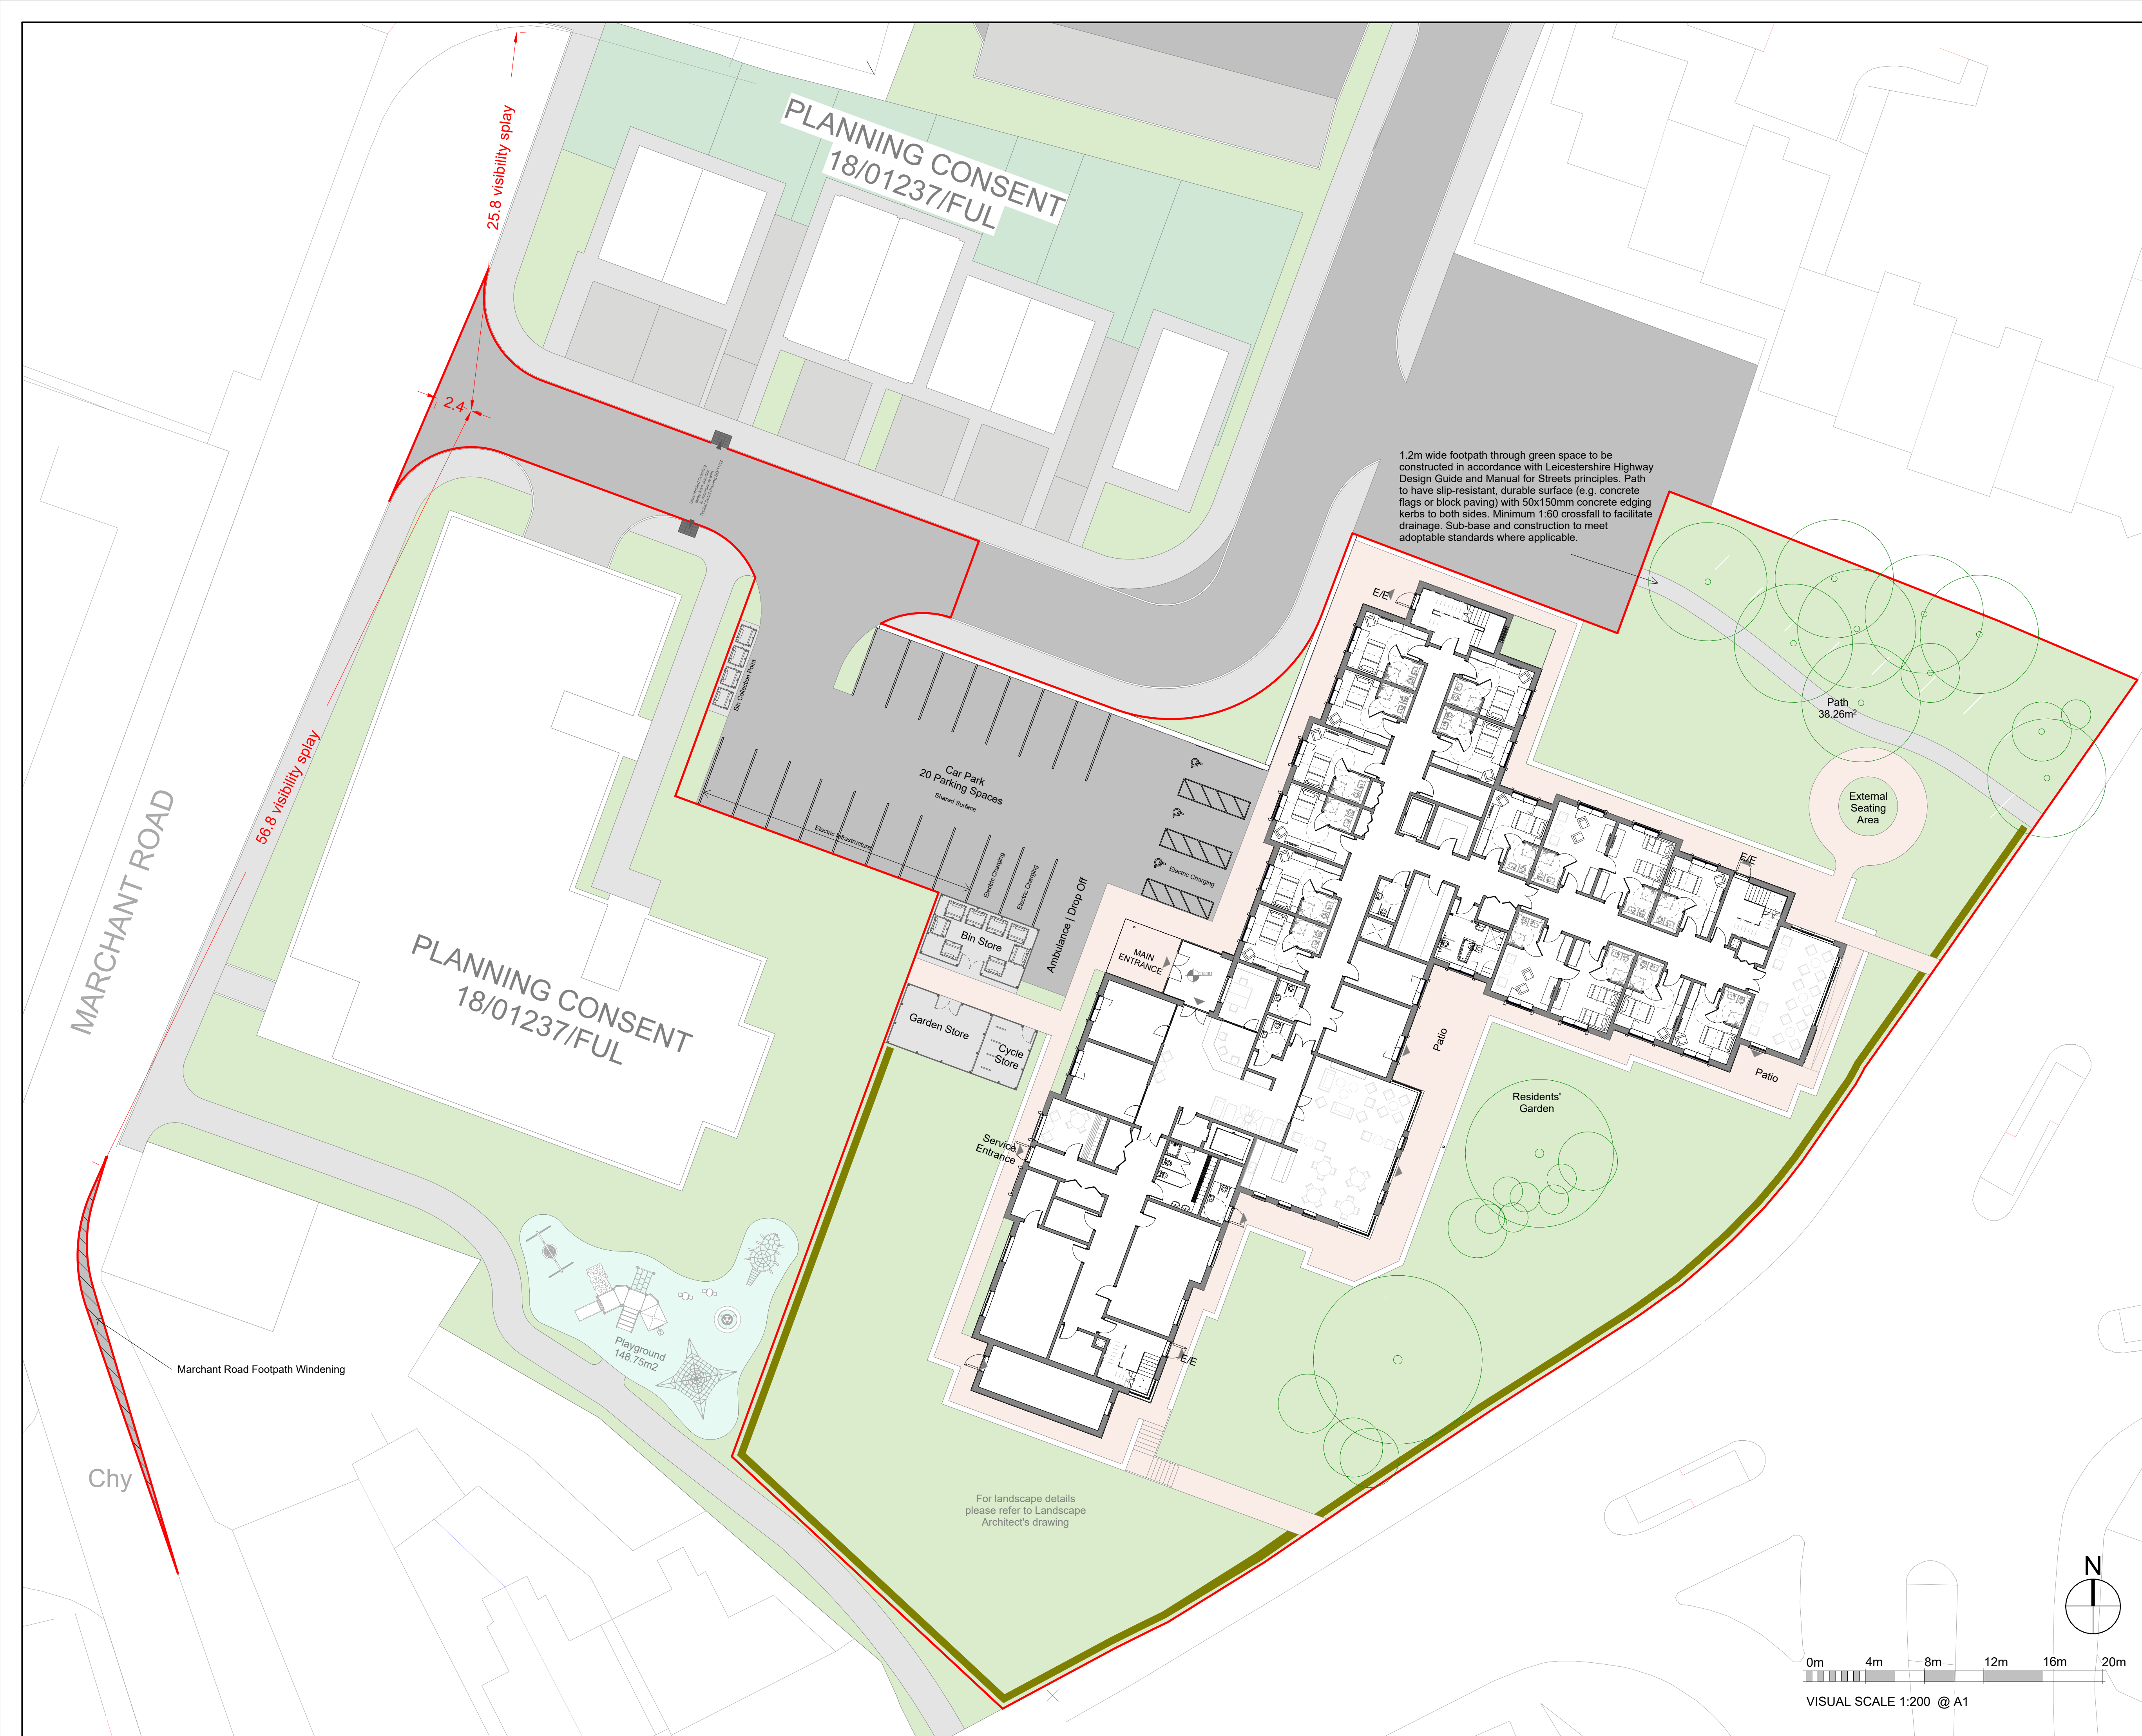 25.8 visibility splay
PLANNING CONSENT
18/01237/FUL
2.4
1.2m wide footpath through green space to be
constructed in accordance with Leicestershire Highway
Design Guide and Manual for Streets principles. Path
to have slip-resistant, durable surface (e.g. concrete
flags or block paving) with 50x150mm concrete edging
kerbs to both sides. Minimum 1:60 crossfall to facilitate
drainage. Sub-base and construction to meet
adoptable standards where applicable.
E/E
Bin Collection Point
Path
38.26m²
56.8 visibility splay
Car Park
20 Parking Spaces
Shared Surface
External
Seating
Area
Electric Infrastructure
Electric Charging
Electric Charging
Electric Charging
E/E
MARCHANT ROAD
Ambulance | Drop Off
Bin Store
MAIN
ENTRANCE
PLANNING CONSENT
18/01237/FUL
Garden Store
Cycle
Store
Patio
Patio
Residents'
Garden
Service
Entrance
Playground
148.75m2
E/E
Marchant Road Footpath Windening
Chy
For landscape details
please refer to Landscape
Architect's drawing
N
0m 4m 8m 12m 16m 20m
VISUAL SCALE 1:200 @ A1